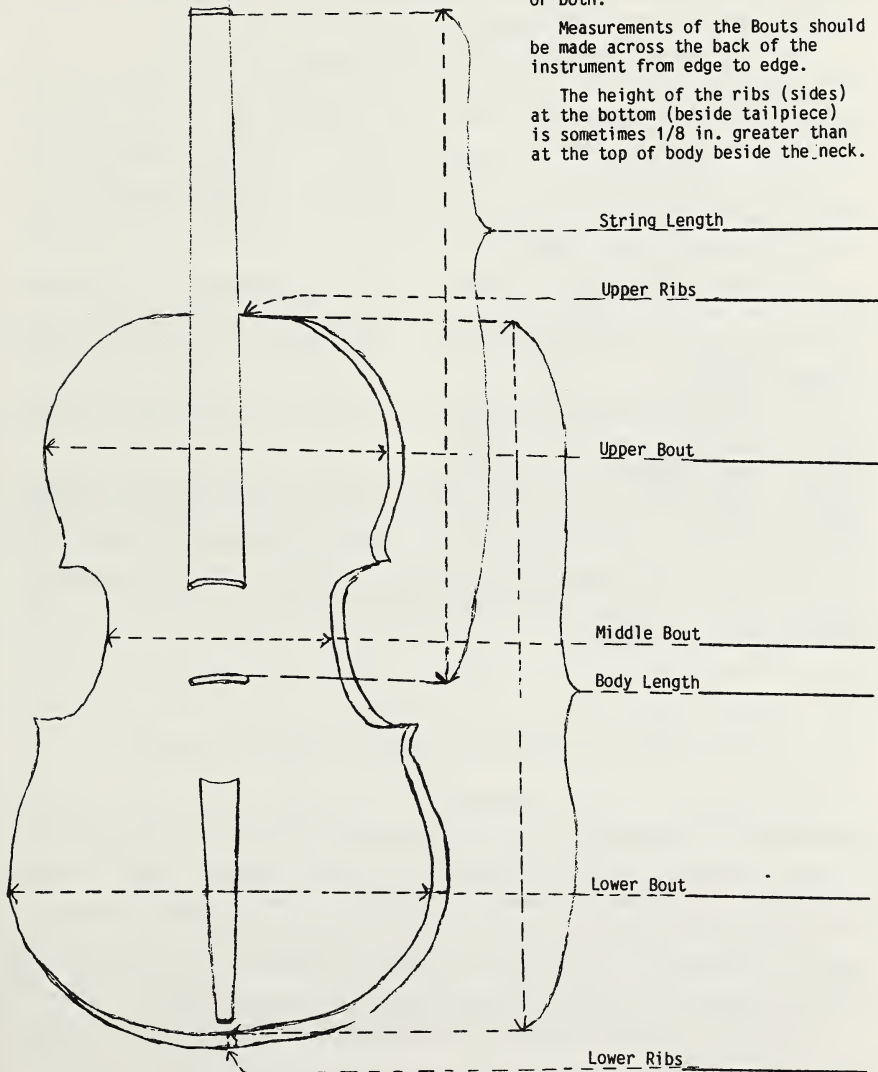 or both.
Measurements of the Bouts should
be made across the back of the
instrument from edge to edge.
The height of the ribs (sides)
at the bottom (beside tailpiece)
is sometimes 1/8 in. greater than
at the top of body beside the neck.
String Length
Upper Ribs
Upper Bout
Middle Bout
Body Length
Lower Bout
Lower Ribs